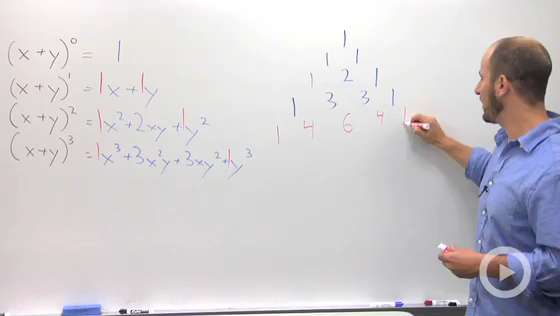 (x+y)⁰ = 1
(x+y)¹ = 1x+1y
(x+y)² = 1x²+2xy+1y²
(x+y)³ = 1x³+3x²y+3xy²+1y³
1
1 1
1 2 1
1 3 3 1
1 4 6 4 1